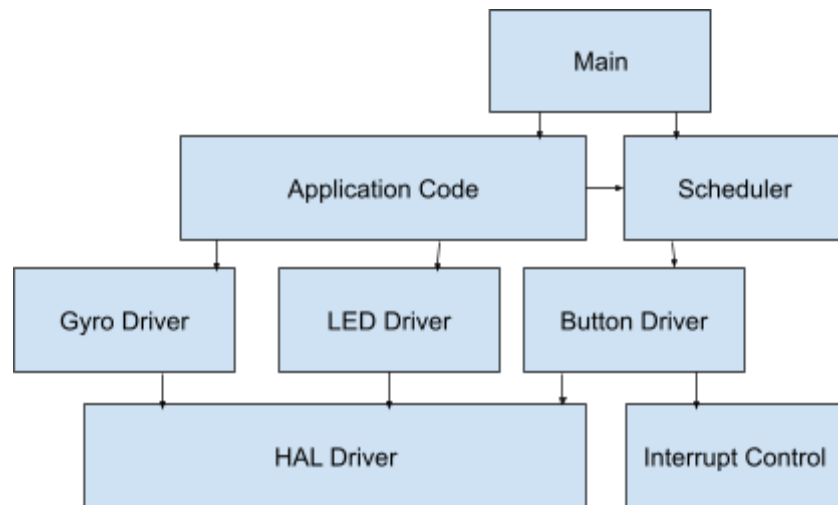 Main
Application Code
Scheduler
Gyro Driver
LED Driver
Button Driver
HAL Driver
Interrupt Control